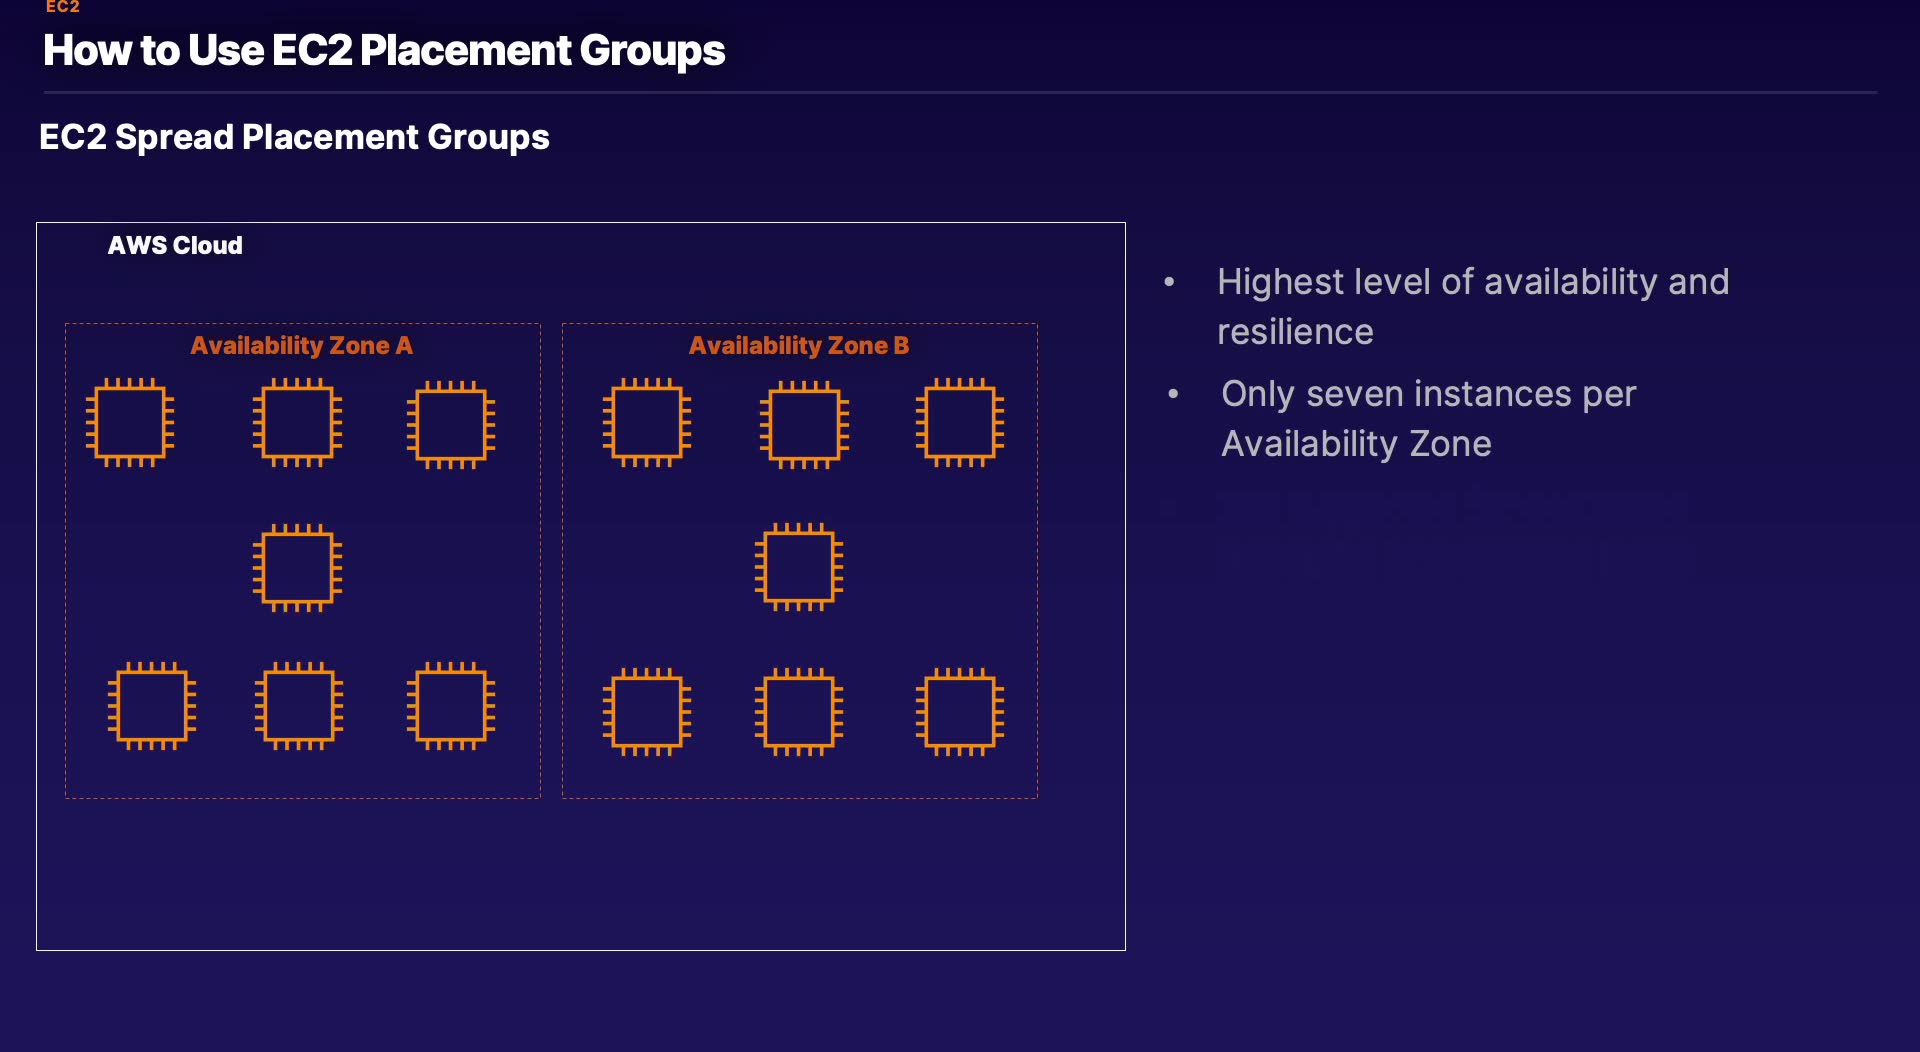 EC2
How to Use EC2 Placement Groups
EC2 Spread Placement Groups
AWS Cloud
Availability Zone A
Availability Zone B
• Highest level of availability and
resilience
• Only seven instances per
Availability Zone